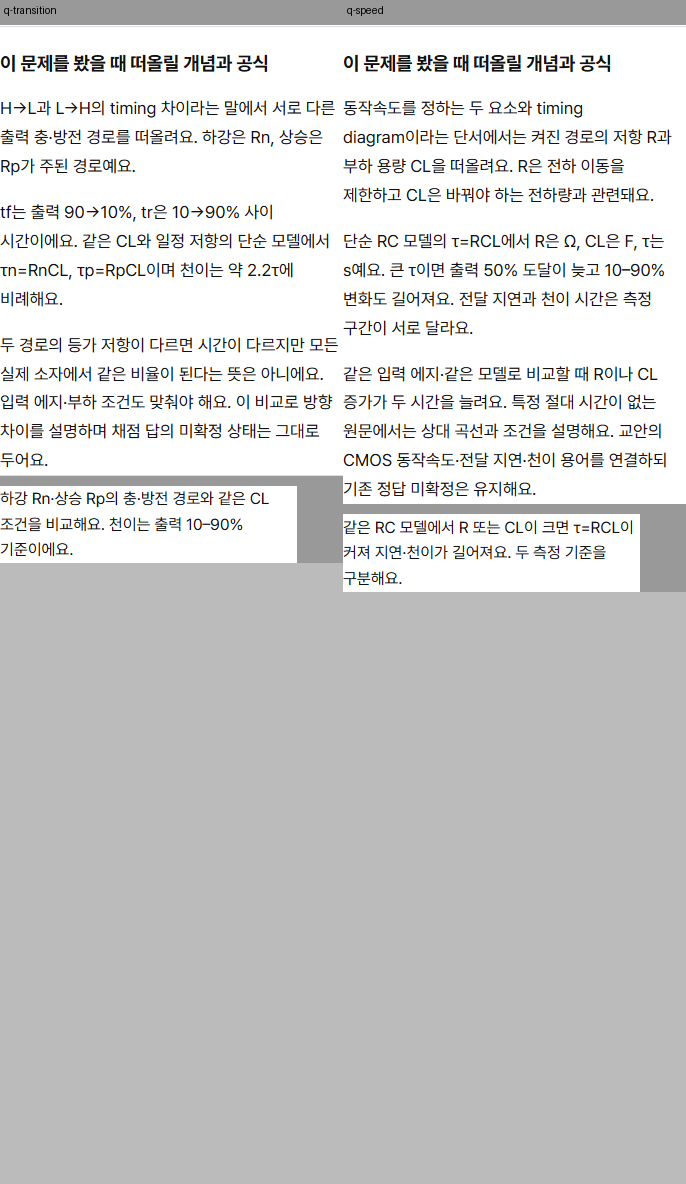 q-transition
이 문제를 봤을 때 떠올릴 개념과 공식
H→L과 L→H의 timing 차이라는 말에서 서로 다른
출력 충·방전 경로를 떠올려요. 하강은 Rn, 상승은
Rp가 주된 경로예요.
tf는 출력 90→10%, tr은 10→90% 사이
시간이에요. 같은 CL와 일정 저항의 단순 모델에서
τn=RnCL, τp=RpCL이며 천이는 약 2.2τ에
비례해요.
두 경로의 등가 저항이 다르면 시간이 다르지만 모든
실제 소자에서 같은 비율이 된다는 뜻은 아니에요.
입력 에지·부하 조건도 맞춰야 해요. 이 비교로 방향
차이를 설명하며 채점 답의 미확정 상태는 그대로
두어요.
하강 Rn·상승 Rp의 충·방전 경로와 같은 CL
조건을 비교해요. 천이는 출력 10–90%
기준이에요.
q-speed
이 문제를 봤을 때 떠올릴 개념과 공식
동작속도를 정하는 두 요소와 timing
diagram이라는 단서에서는 켜진 경로의 저항 R과
부하 용량 CL을 떠올려요. R은 전하 이동을
제한하고 CL은 바꿔야 하는 전하량과 관련돼요.
단순 RC 모델의 τ=RCL에서 R은 Ω, CL은 F, τ는
s예요. 큰 τ이면 출력 50% 도달이 늦고 10–90%
변화도 길어져요. 전달 지연과 천이 시간은 측정
구간이 서로 달라요.
같은 입력 에지·같은 모델로 비교할 때 R이나 CL
증가가 두 시간을 늘려요. 특정 절대 시간이 없는
원문에서는 상대 곡선과 조건을 설명해요. 교안의
CMOS 동작속도·전달 지연·천이 용어를 연결하되
기존 정답 미확정은 유지해요.
같은 RC 모델에서 R 또는 CL이 크면 τ=RCL이
커져 지연·천이가 길어져요. 두 측정 기준을
구분해요.